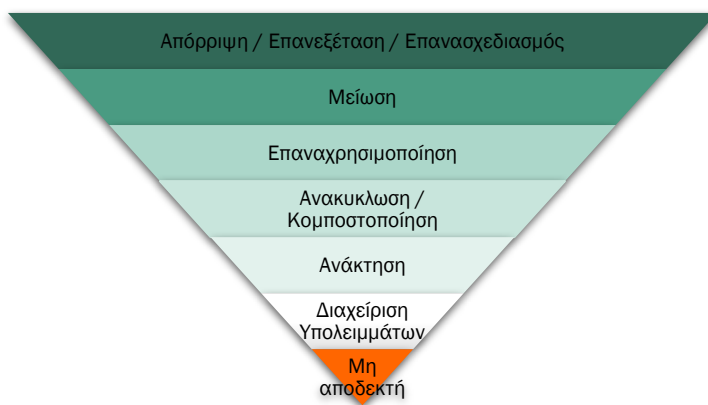 Απόρριψη / Επανεξέταση / Επανασχεδιασμός
Μείωση
Επαναχρησιμοποίηση
Ανακυκλωση /
Κομποστοποίηση
Ανάκτηση
Διαχείριση
Υπολειμμάτων
Μη
αποδεκτή